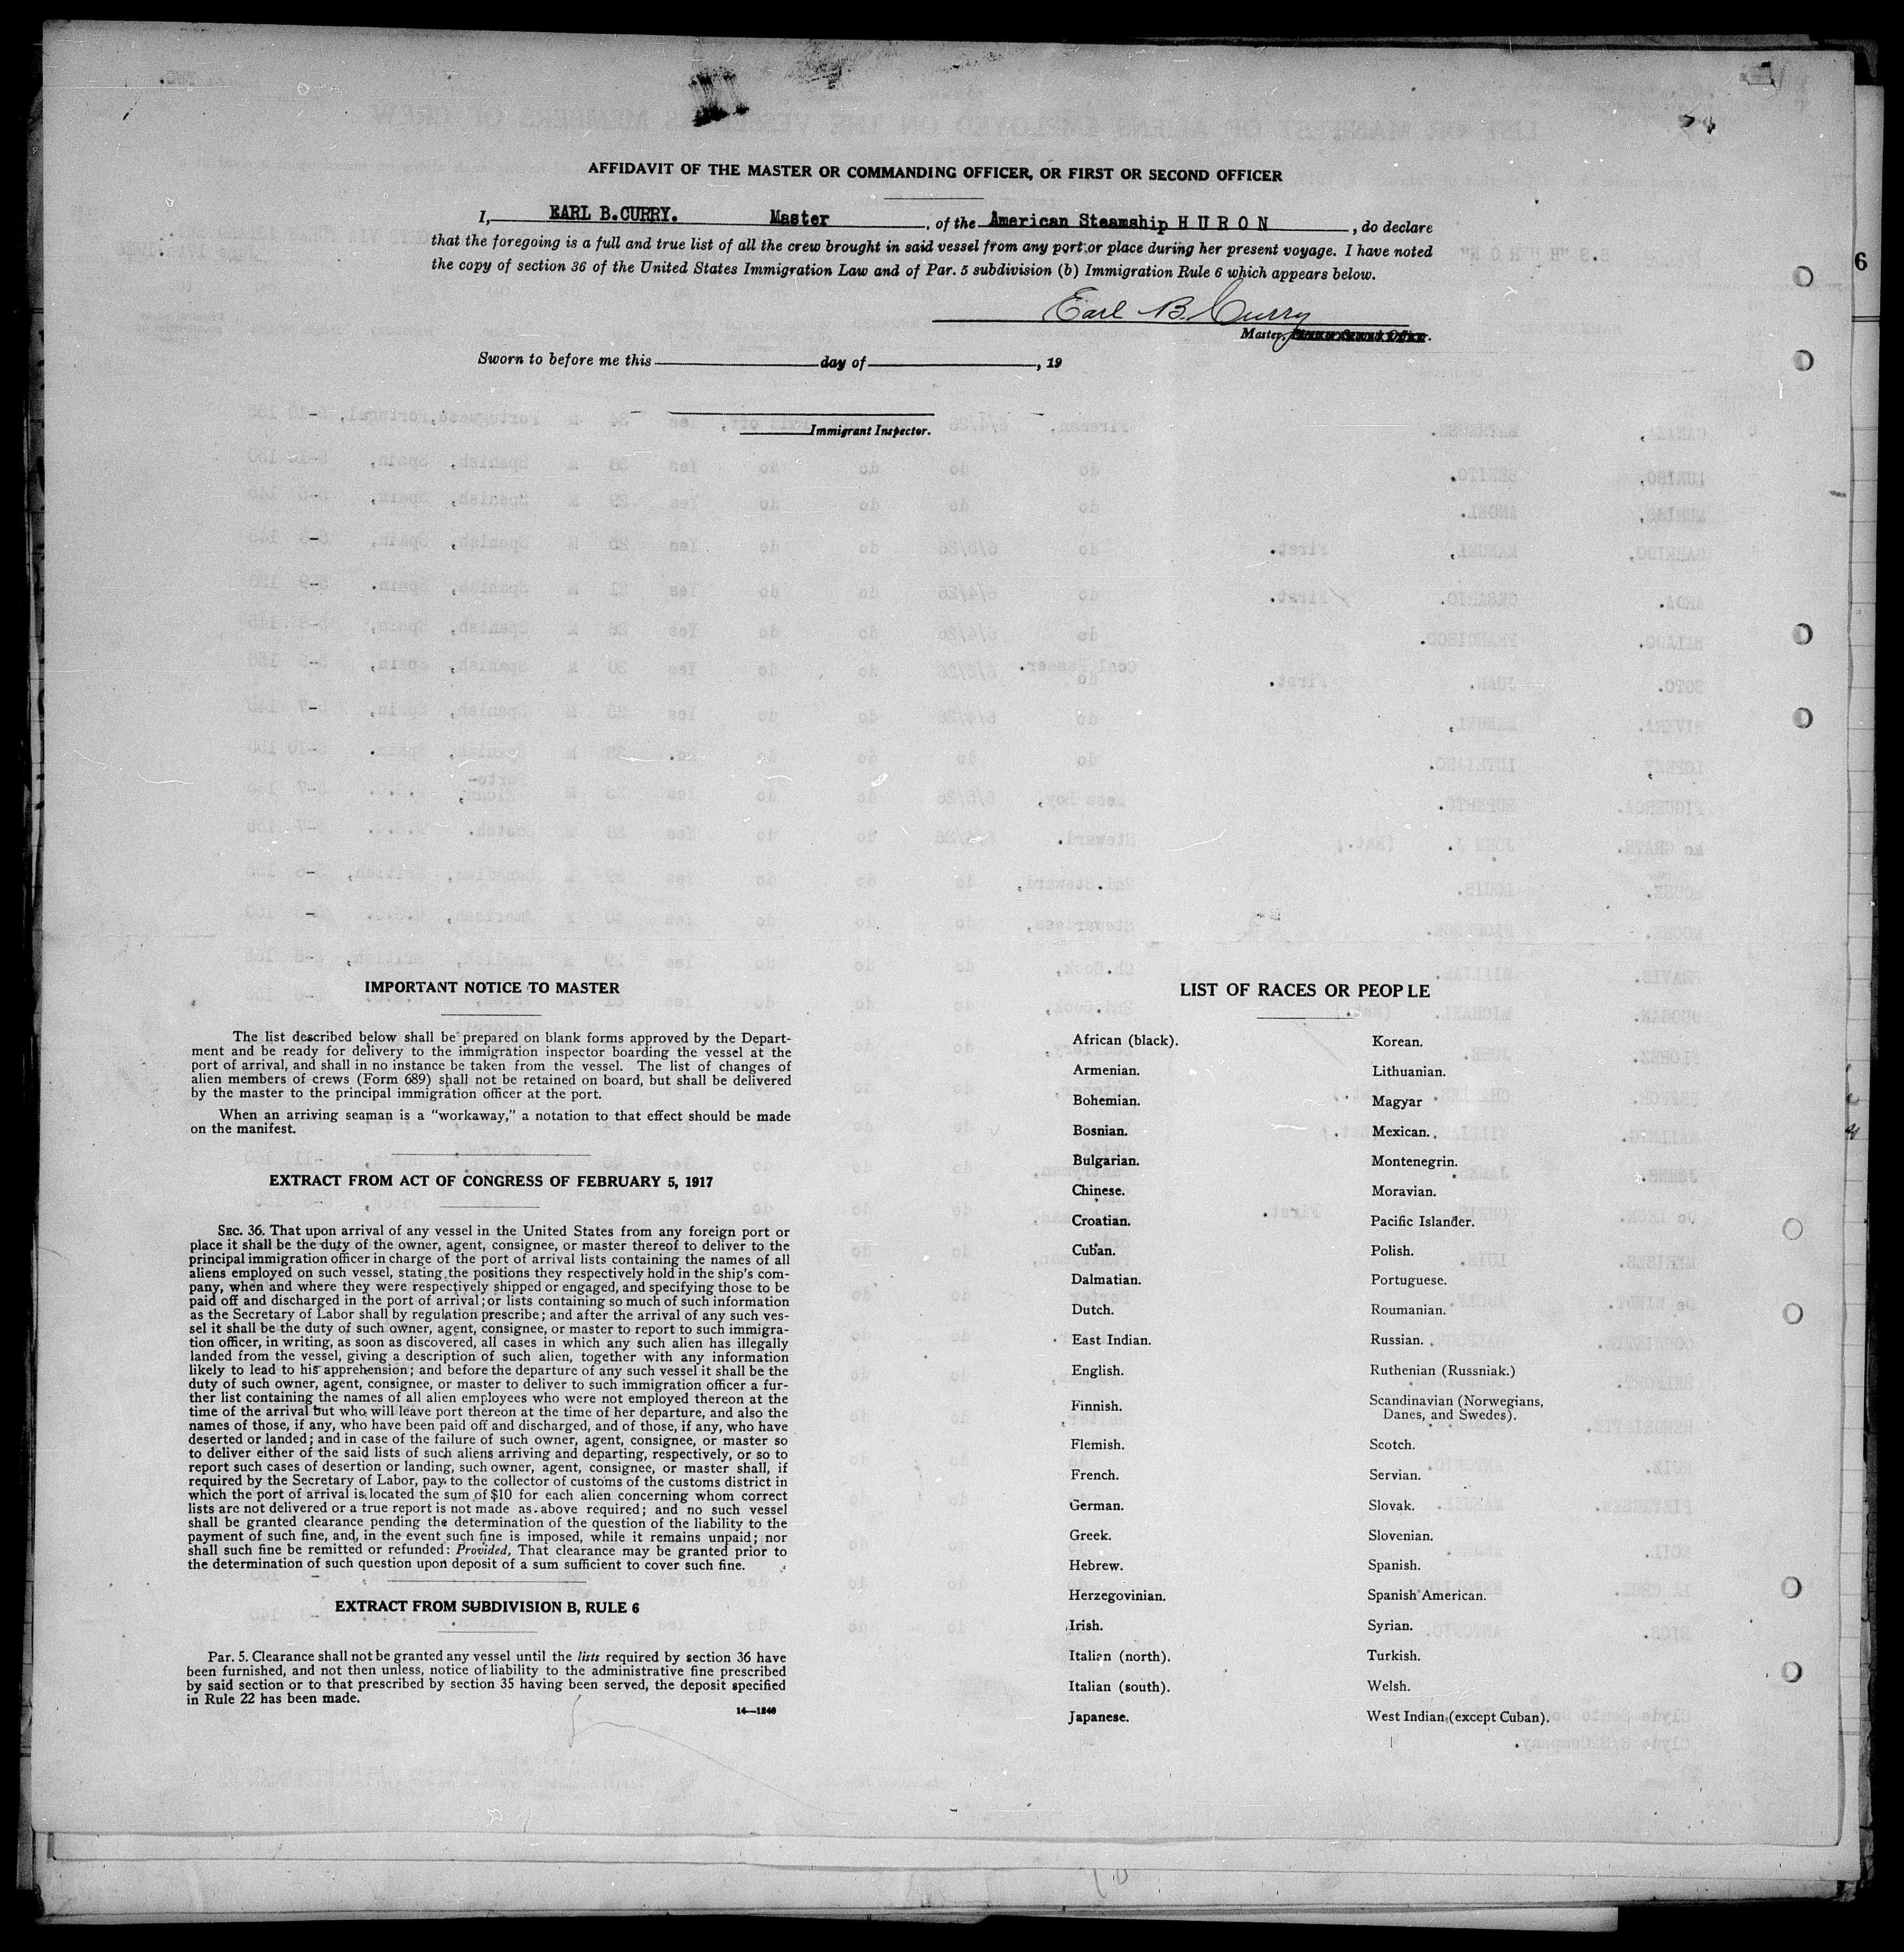 AFFIDAVIT OF THE MASTER OR COMMANDING OFFICER, OR FIRST OR SECOND OFFICER
I, EARL B.CURRY. Master, of the American Steamship H U R O N, do declare
that the foregoing is a full and true list of all the crew brought in said vessel from any port or place during her present voyage. I have noted
the copy of section 36 of the United States Immigration Law and of Par. 5 subdivision (b) Immigration Rule 6 which appears below.
Earl B. Curry
Master,
Sworn to before me this day of , 19
Immigrant Inspector.
6
IMPORTANT NOTICE TO MASTER
The list described below shall be prepared on blank forms approved by the Depart-
ment and be ready for delivery to the immigration inspector boarding the vessel at the
port of arrival, and shall in no instance be taken from the vessel. The list of changes of
alien members of crews (Form 689) shall not be retained on board, but shall be delivered
by the master to the principal immigration officer at the port.
When an arriving seaman is a "workaway," a notation to that effect should be made
on the manifest.
EXTRACT FROM ACT OF CONGRESS OF FEBRUARY 5, 1917
SEC. 36. That upon arrival of any vessel in the United States from any foreign port or
place it shall be the duty of the owner, agent, consignee, or master thereof to deliver to the
principal immigration officer in charge of the port of arrival lists containing the names of all
aliens employed on such vessel, stating the positions they respectively hold in the ship's com-
pany, when and where they were respectively shipped or engaged, and specifying those to be
paid off and discharged in the port of arrival; or lists containing so much of such information
as the Secretary of Labor shall by regulation prescribe; and after the arrival of any such ves-
sel it shall be the duty of such owner, agent, consignee, or master to report to such immigra-
tion officer, in writing, as soon as discovered, all cases in which any such alien has illegally
landed from the vessel, giving a description of such alien, together with any information
likely to lead to his apprehension; and before the departure of any such vessel it shall be the
duty of such owner, agent, consignee, or master to deliver to such immigration officer a fur-
ther list containing the names of all alien employees who were not employed thereon at the
time of the arrival but who will leave port thereon at the time of her departure, and also the
names of those, if any, who have been paid off and discharged, and of those, if any, who have
deserted or landed; and in case of the failure of such owner, agent, consignee, or master so
to deliver either of the said lists of such aliens arriving and departing, respectively, or so to
report such cases of desertion or landing, such owner, agent, consignee, or master shall, if
required by the Secretary of Labor, pay to the collector of customs of the customs district in
which the port of arrival is located the sum of $10 for each alien concerning whom correct
lists are not delivered or a true report is not made as above required; and no such vessel
shall be granted clearance pending the determination of the question of the liability to the
payment of such fine, and, in the event such fine is imposed, while it remains unpaid; nor
shall such fine be remitted or refunded: Provided, That clearance may be granted prior to
the determination of such question upon deposit of a sum sufficient to cover such fine.
EXTRACT FROM SUBDIVISION B, RULE 6
Par. 5. Clearance shall not be granted any vessel until the lists required by section 36 have
been furnished, and not then unless, notice of liability to the administrative fine prescribed
by said section or to that prescribed by section 35 having been served, the deposit specified
in Rule 22 has been made.
14—1240
LIST OF RACES OR PEOPLE
African (black).
Armenian.
Bohemian.
Bosnian.
Bulgarian.
Chinese.
Croatian.
Cuban.
Dalmatian.
Dutch.
East Indian.
English.
Finnish.
Flemish.
French.
German.
Greek.
Hebrew.
Herzegovinian.
Irish.
Italian (north).
Italian (south).
Japanese.
Korean.
Lithuanian.
Magyar
Mexican.
Montenegrin.
Moravian.
Pacific Islander.
Polish.
Portuguese.
Roumanian.
Russian.
Ruthenian (Russniak.)
Scandinavian (Norwegians,
Danes, and Swedes).
Scotch.
Servian.
Slovak.
Slovenian.
Spanish.
Spanish American.
Syrian.
Turkish.
Welsh.
West Indian (except Cuban).